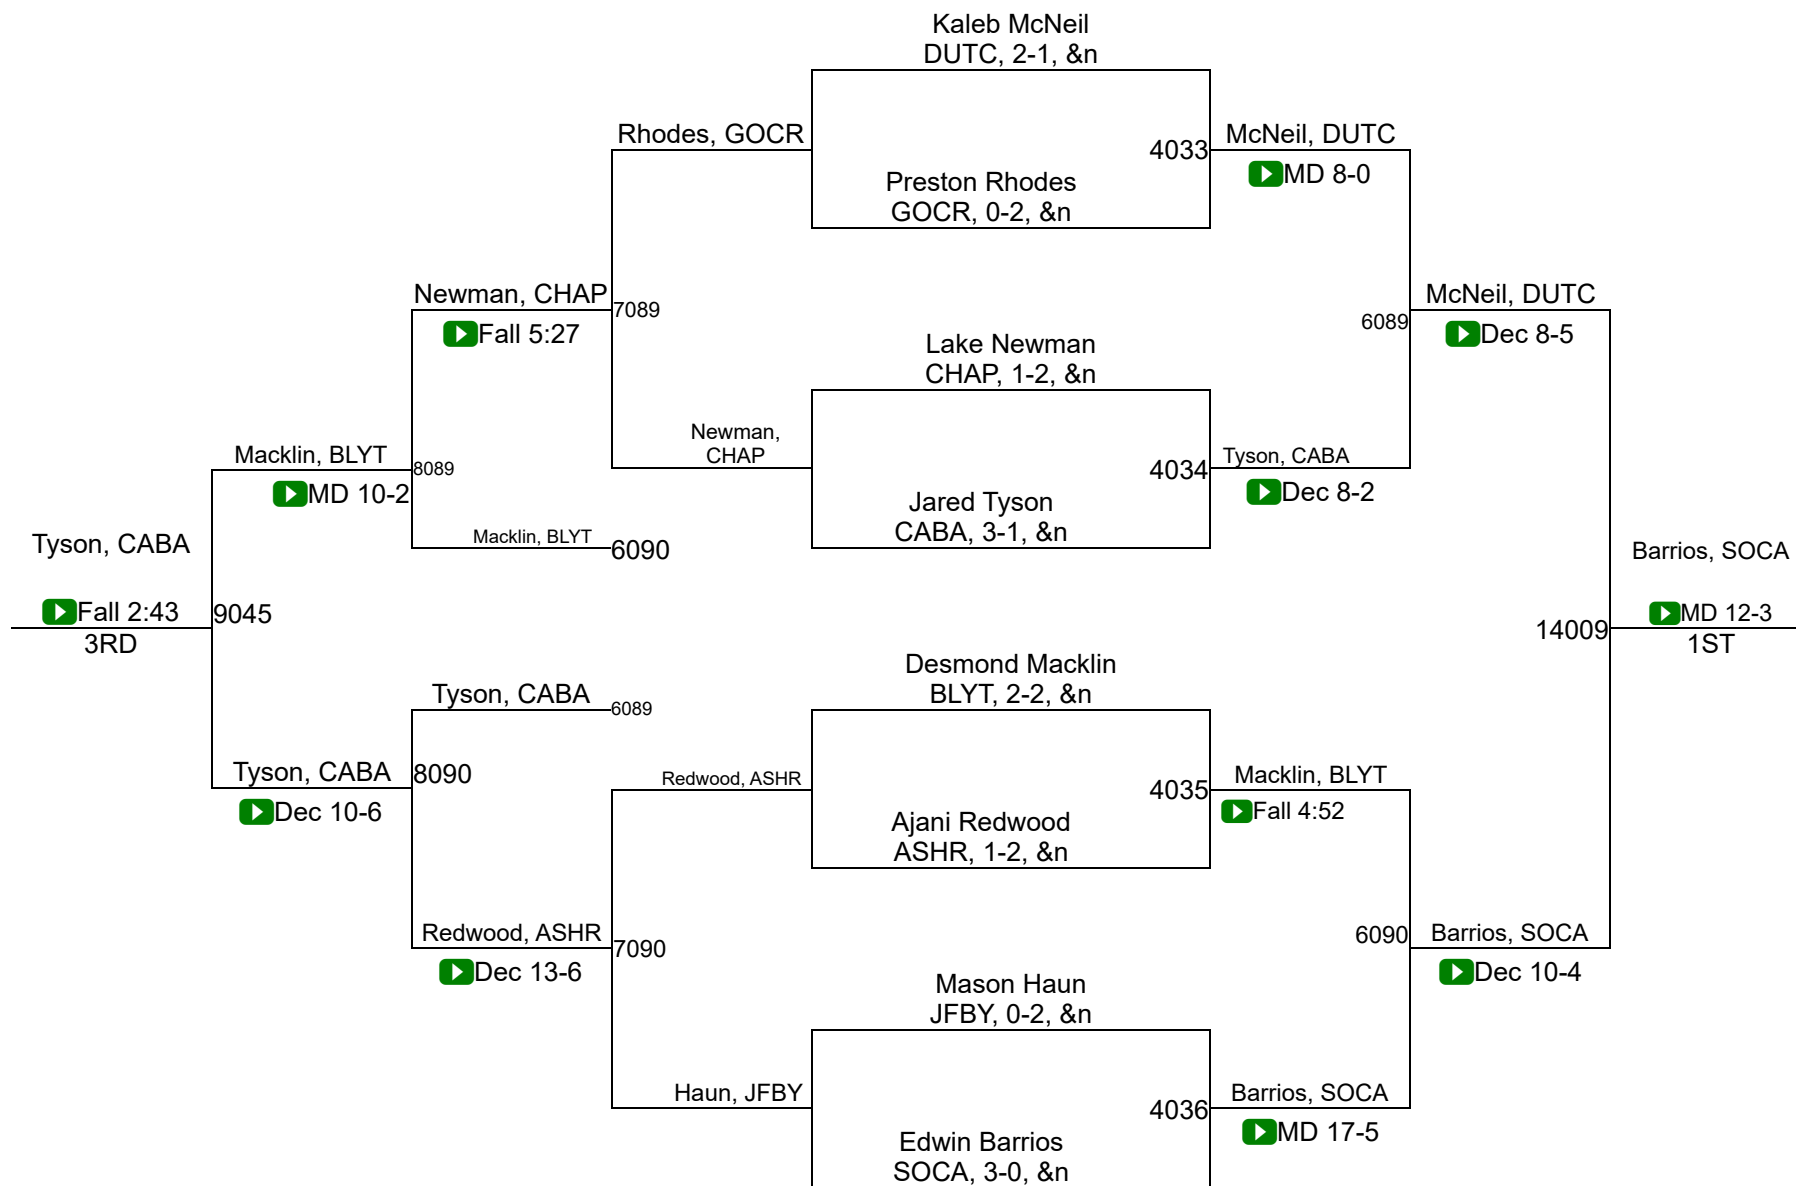 Kaleb McNeil
DUTC, 2-1, &n
Rhodes, GOCR
4033
McNeil, DUTC
MD 8-0
Preston Rhodes
GOCR, 0-2, &n
Newman, CHAP
7089
Fall 5:27
McNeil, DUTC
6089
Dec 8-5
Lake Newman
CHAP, 1-2, &n
Newman,
CHAP
4034
Tyson, CABA
Dec 8-2
Macklin, BLYT
8089
MD 10-2
Jared Tyson
CABA, 3-1, &n
Macklin, BLYT
6090
Tyson, CABA
Fall 2:43
9045
3RD
Barrios, SOCA
14009
MD 12-3
1ST
Desmond Macklin
BLYT, 2-2, &n
Tyson, CABA
6089
Tyson, CABA
8090
Dec 10-6
Redwood, ASHR
4035
Macklin, BLYT
Fall 4:52
Ajani Redwood
ASHR, 1-2, &n
Redwood, ASHR
7090
Dec 13-6
6090
Barrios, SOCA
Dec 10-4
Mason Haun
JFBY, 0-2, &n
Haun, JFBY
4036
Barrios, SOCA
MD 17-5
Edwin Barrios
SOCA, 3-0, &n